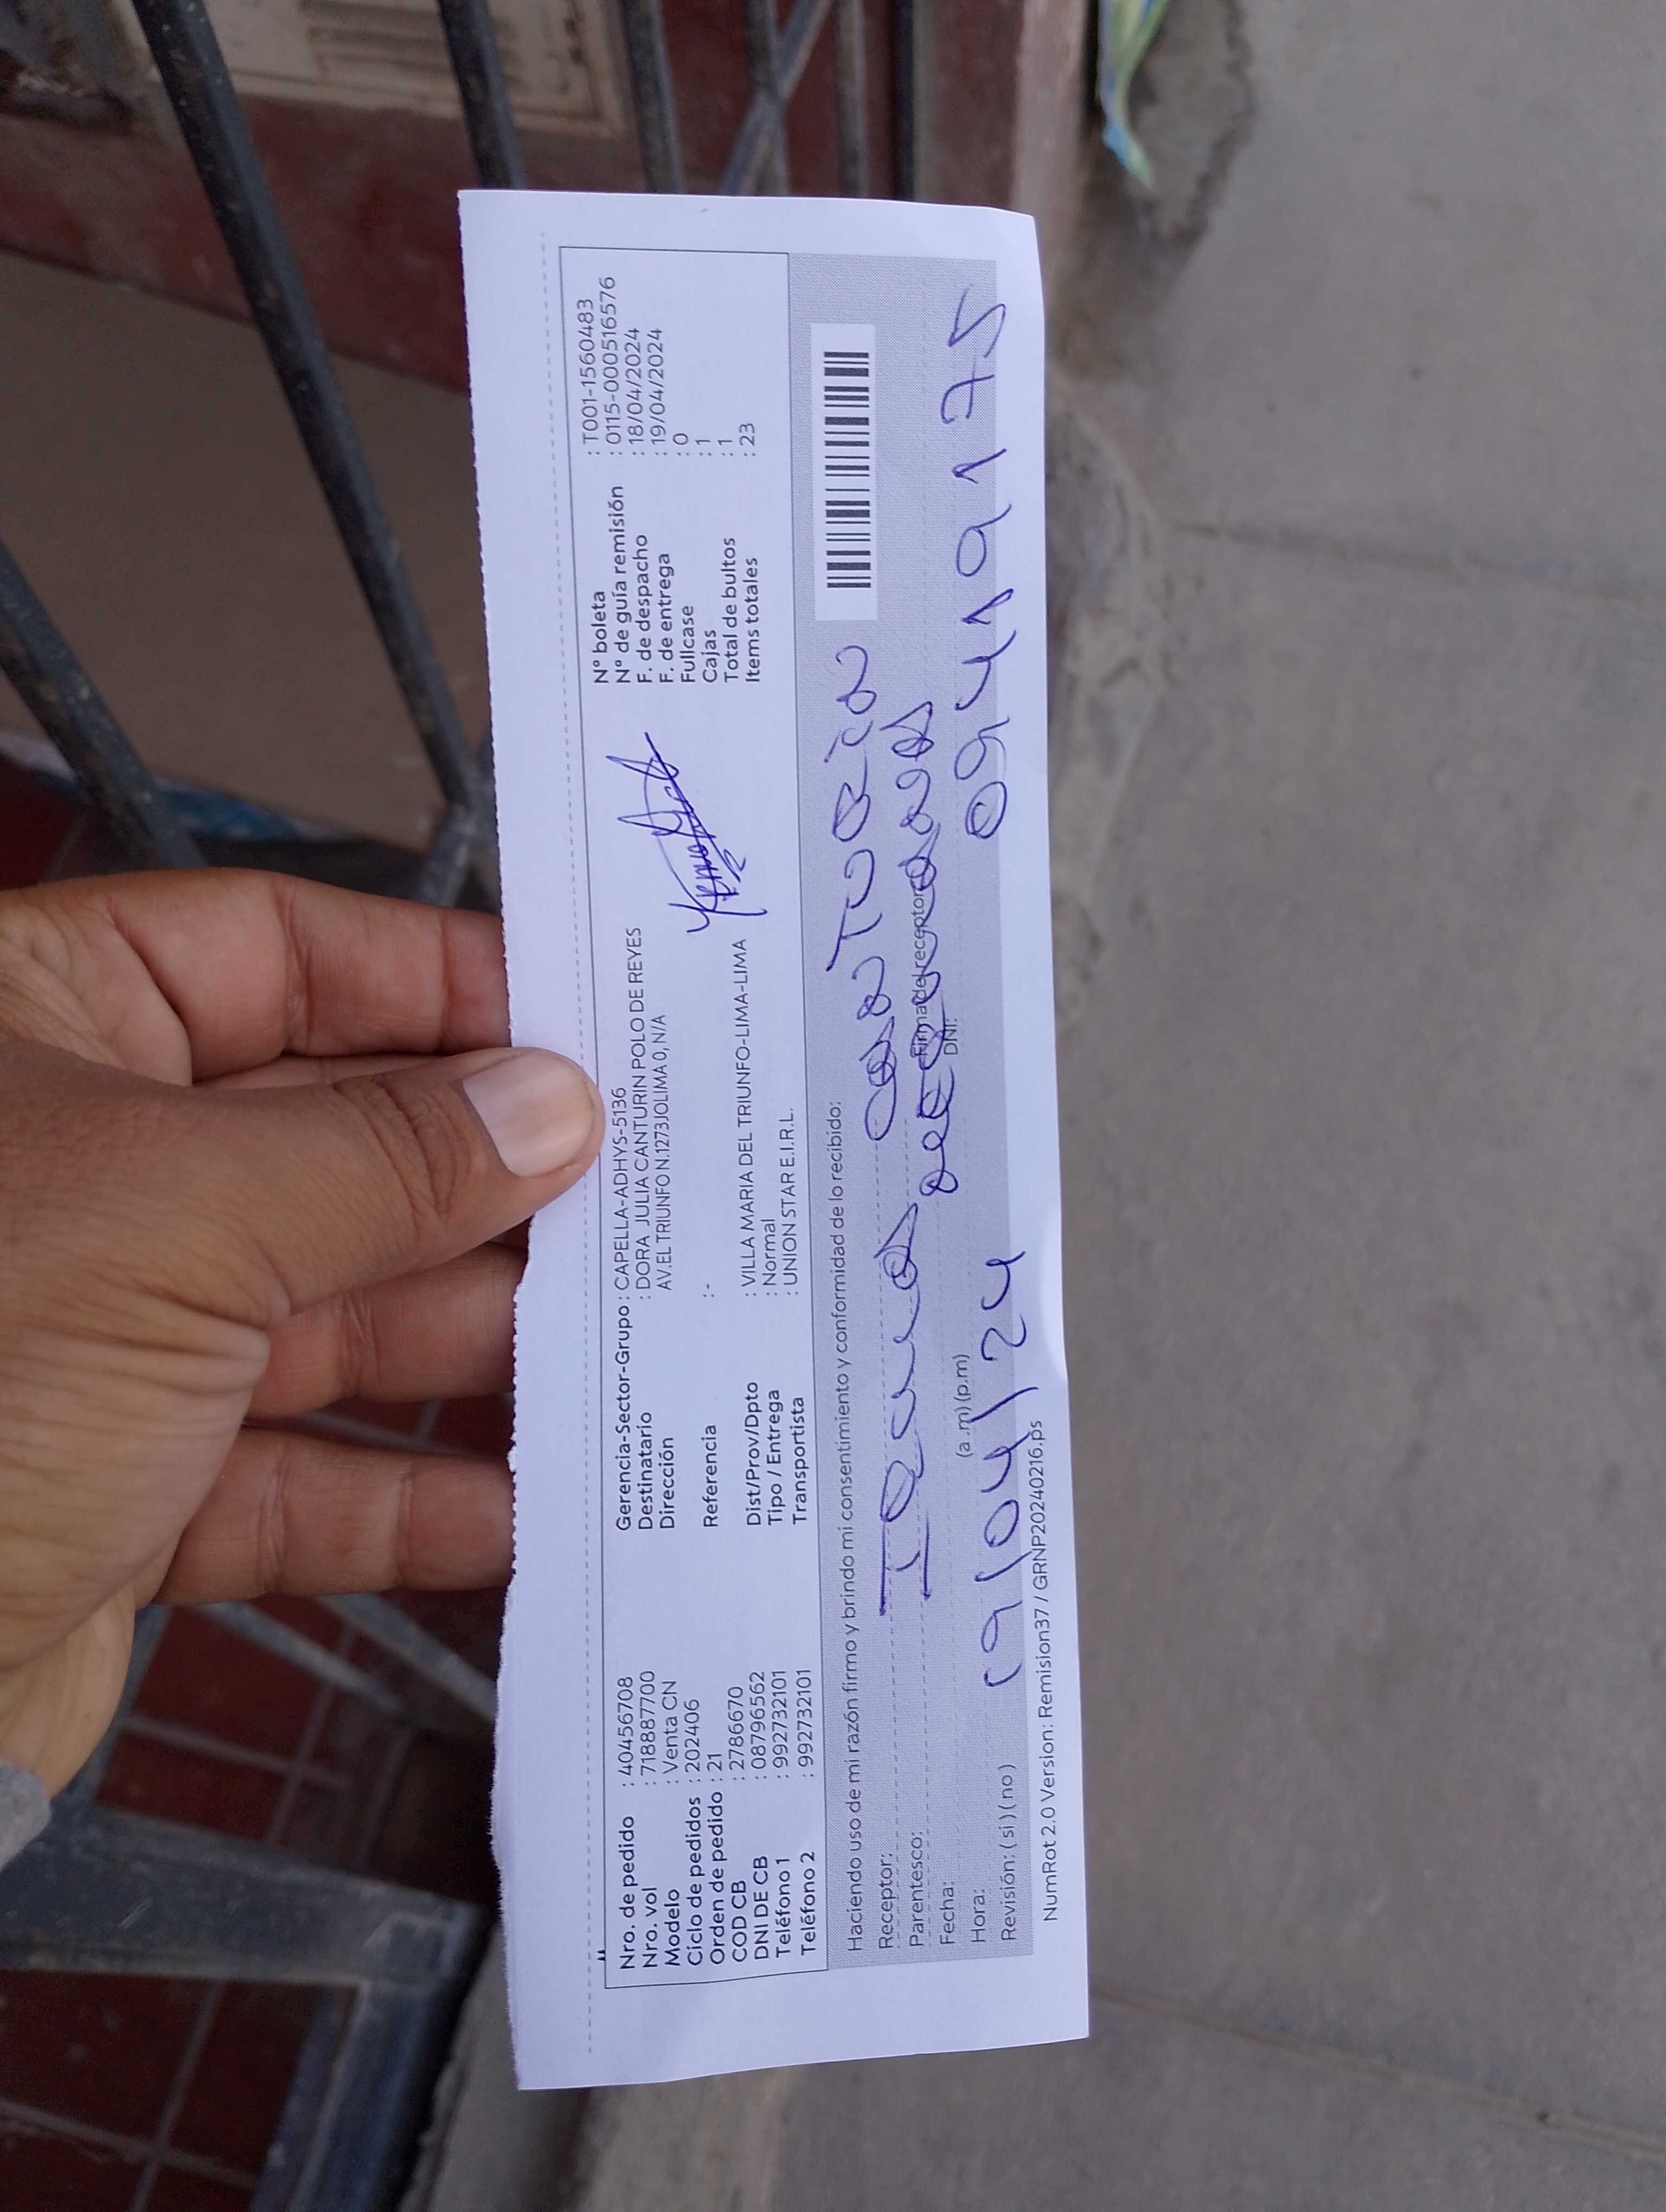 Nro. de pedido : 40456708
Nro. vol : 718887700
Modelo : Venta CN
Ciclo de pedidos : 202406
Orden de pedido : 21
COD CB : 2786670
DNI DE CB : 08796562
Teléfono 1 : 992732101
Teléfono 2 : 992732101
Gerencia-Sector-Grupo : CAPELLA-ADHYS-5136
Destinatario : DORA JULIA CANTURIN POLO DE REYES
Dirección AV.EL TRIUNFO N.1273JOLIMA 0,N/A
Referencia :-
Dist/Prov/Dpto : VILLA MARIA DEL TRIUNFO-LIMA-LIMA
Tipo / Entrega : Normal
Transportista : UNION STAR E.I.R.L.
N° boleta : T001-1560483
N° de guía remisión : 0115-000516576
F. de despacho : 18/04/2024
F. de entrega : 19/04/2024
Fullcase : 0
Cajas : 1
Total de bultos : 1
Items totales : 23
Haciendo uso de mi razón firmo y brindo mi consentimiento y conformidad de lo recibido:
Receptor: CANTURIN
Parentesco:
Firma del receptor
Fecha: DNI:
Hora: (a.m)(p.m)
19/04/24
Revisión: (si)(no)
NumRot 2.0 Version: Remision37 / GRNP20240216.ps